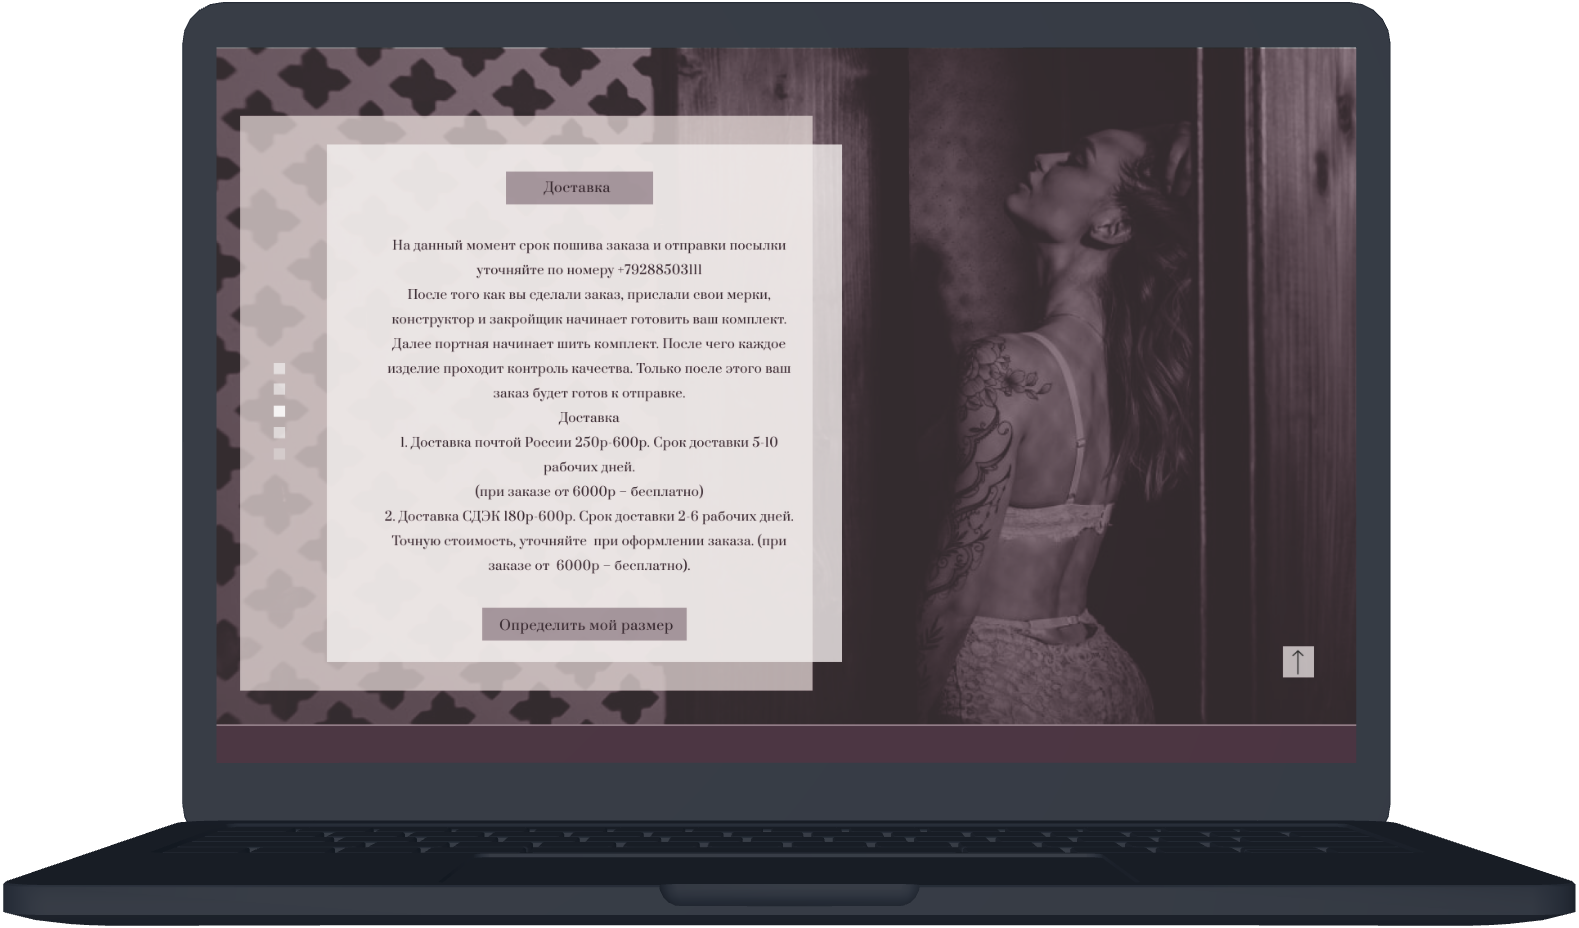 Доставка
На данный момент срок пошива заказа и отправки посылки
уточняйте по номеру +79288503111
После того как вы сделали заказ, прислали свои мерки,
конструктор и закройщик начинает готовить ваш комплект.
Далее портная начинает шить комплект. После чего каждое
изделие проходит контроль качества. Только после этого ваш
заказ будет готов к отправке.
Доставка
1. Доставка почтой России 250р-600р. Срок доставки 5-10
рабочих дней.
(при заказе от 6000р – бесплатно)
2. Доставка СДЭК 180р-600р. Срок доставки 2-6 рабочих дней.
Точную стоимость, уточняйте  при оформлении заказа. (при
заказе от  6000р – бесплатно).
Определить мой размер